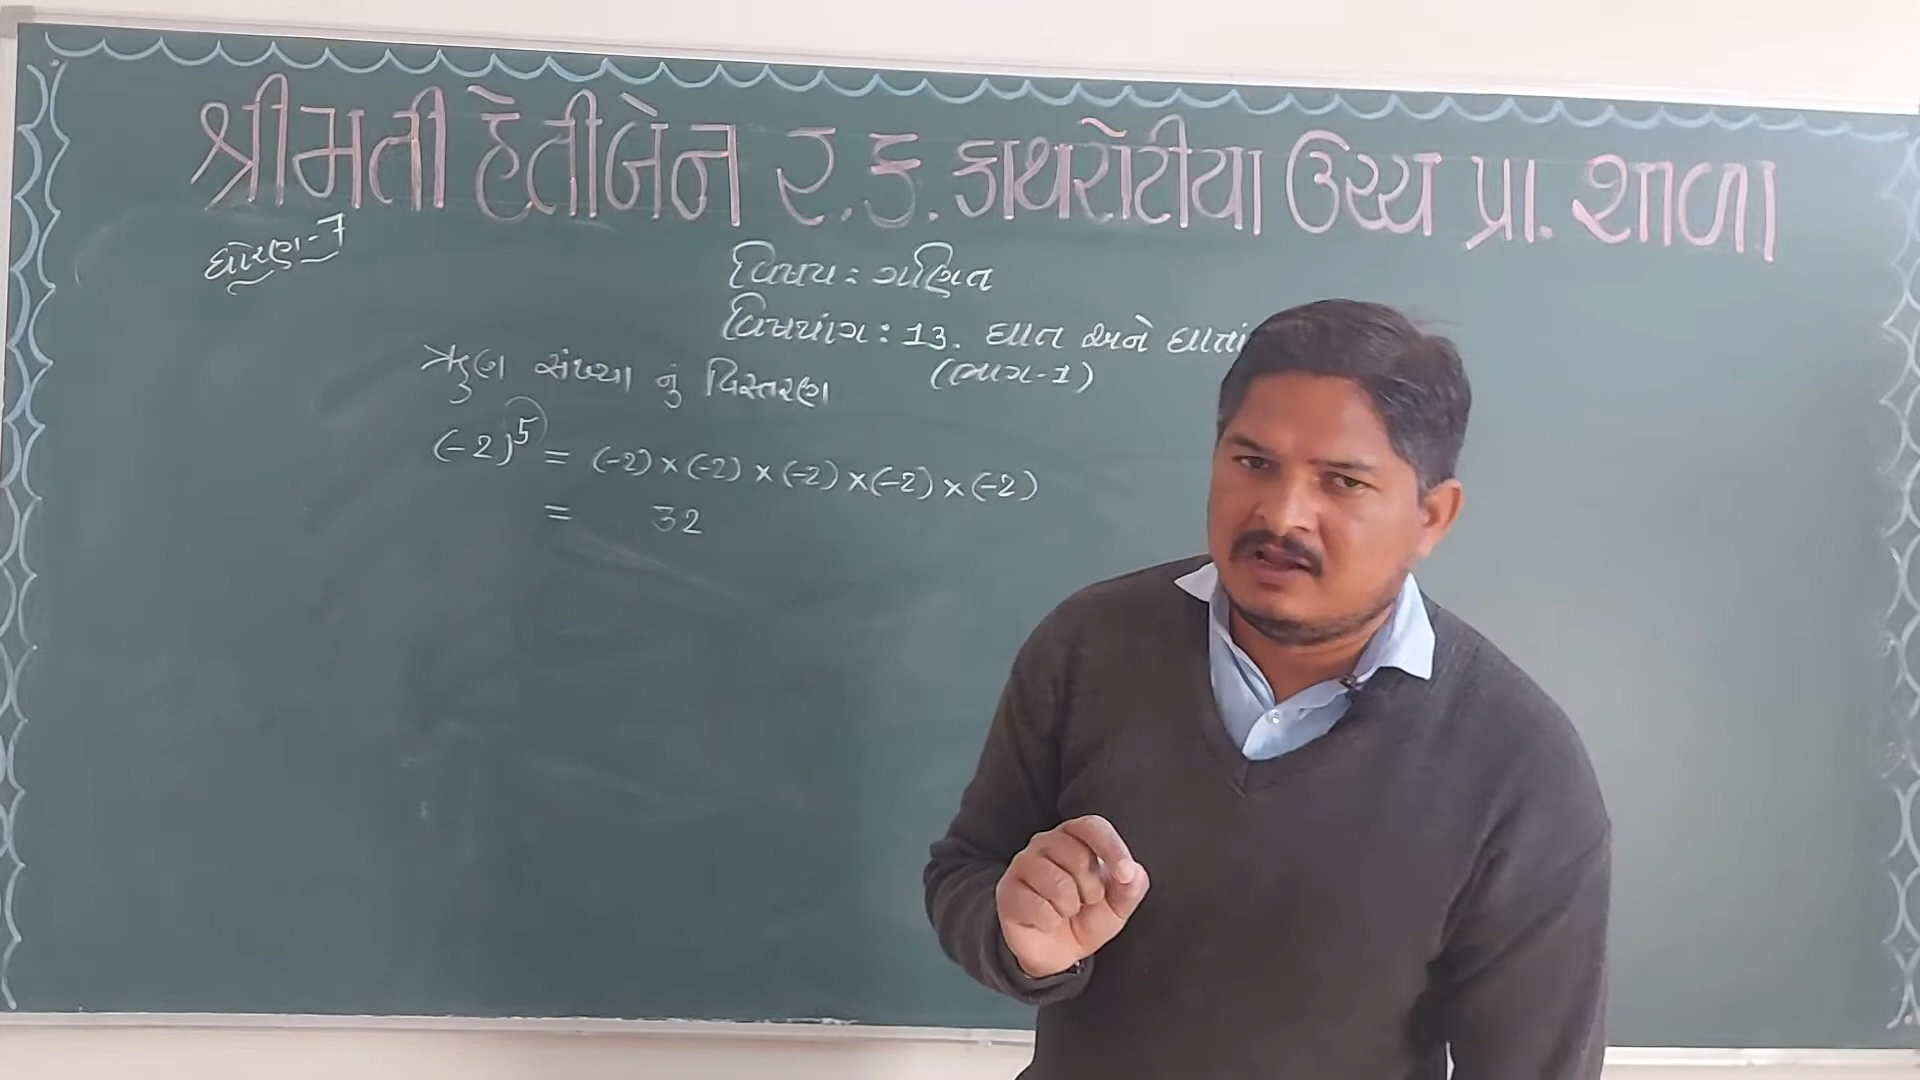 શ્રીમતી હેતીબેન ર. ક. કાથરોટીયા ઉચ્ચ પ્રા. શાળા
ધોરણ-7
વિષય : ગણિત
વિષયાંગ : 13. ઘાત અને ઘાતાં
(ભાગ-1)
ઋણ સંખ્યા નું વિસ્તરણ
(-2)⁵ = (-2) × (-2) × (-2) × (-2) × (-2)
= 32